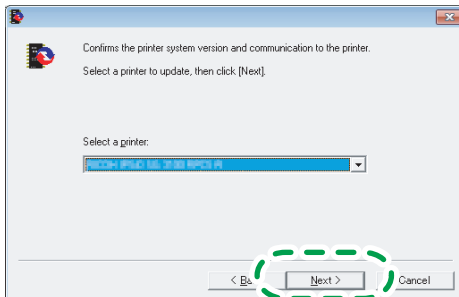 Confirms the printer system version and communication to the printer.
Select a printer to update, then click [Next].
Select a printer:
< Ba
Next >
Cancel